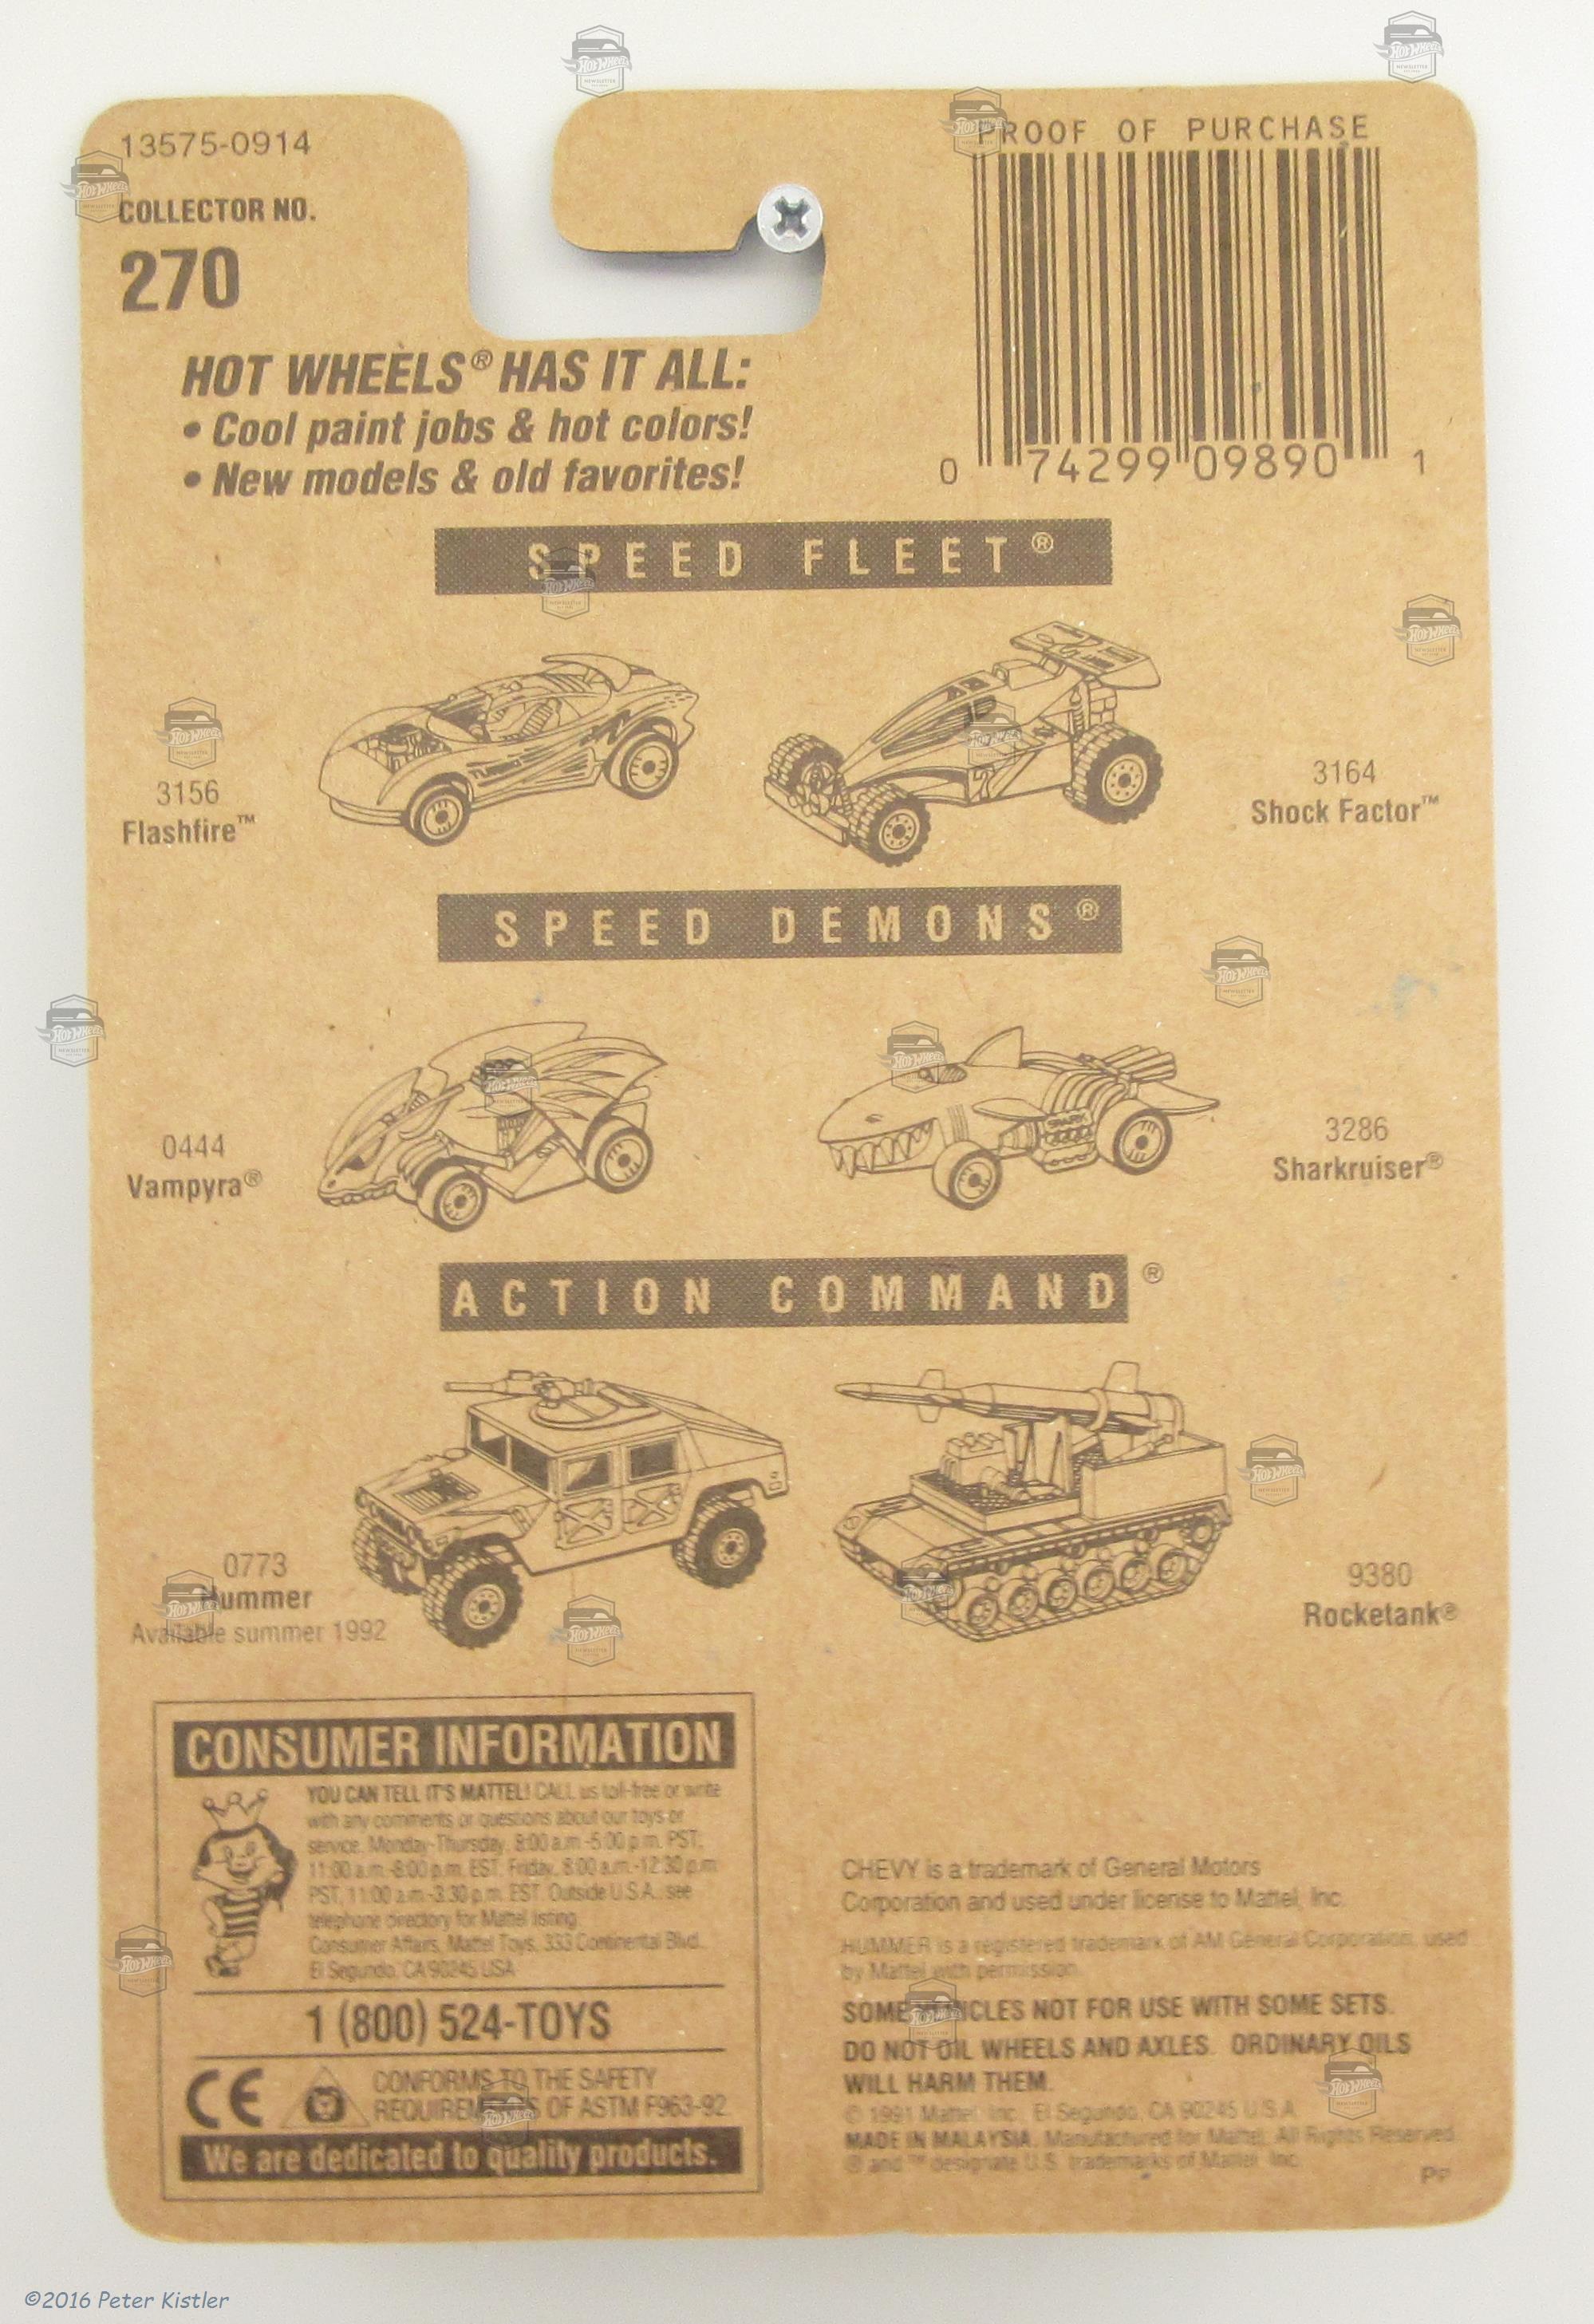 13575-0914
COLLECTOR NO.
270
PROOF OF PURCHASE
0 74299 09890 1
HOT WHEELS® HAS IT ALL:
• Cool paint jobs & hot colors!
• New models & old favorites!
SPEED FLEET®
3156
Flashfire™
3164
Shock Factor™
SPEED DEMONS®
0444
Vampyra®
3286
Sharkruiser®
ACTION COMMAND®
0773
Hummer
Available summer 1992
9380
Rocketank®
CONSUMER INFORMATION
YOU CAN TELL IT'S MATTEL! CALL us toll-free or write
with any comments or questions about our toys or
service. Monday-Thursday, 8:00 a.m.-5:00 p.m. PST;
11:00 a.m.-8:00 p.m. EST. Friday, 8:00 a.m.-12:30 p.m.
PST, 11:00 a.m.-3:30 p.m. EST. Outside U.S.A., see
telephone directory for Mattel listing.
Consumer Affairs, Mattel Toys, 333 Continental Blvd.,
El Segundo, CA 90245 USA
1 (800) 524-TOYS
CE
CONFORMS TO THE SAFETY
REQUIREMENTS OF ASTM F963-92
We are dedicated to quality products.
CHEVY is a trademark of General Motors
Corporation and used under license to Mattel, Inc.
HUMMER is a registered trademark of AM General Corporation, used
by Mattel with permission.
SOME VEHICLES NOT FOR USE WITH SOME SETS.
DO NOT OIL WHEELS AND AXLES. ORDINARY OILS
WILL HARM THEM.
© 1991 Mattel, Inc., El Segundo, CA 90245 U.S.A.
MADE IN MALAYSIA. Manufactured for Mattel. All Rights Reserved.
® and ™ designate U.S. trademarks of Mattel, Inc.
PP
©2016 Peter Kistler